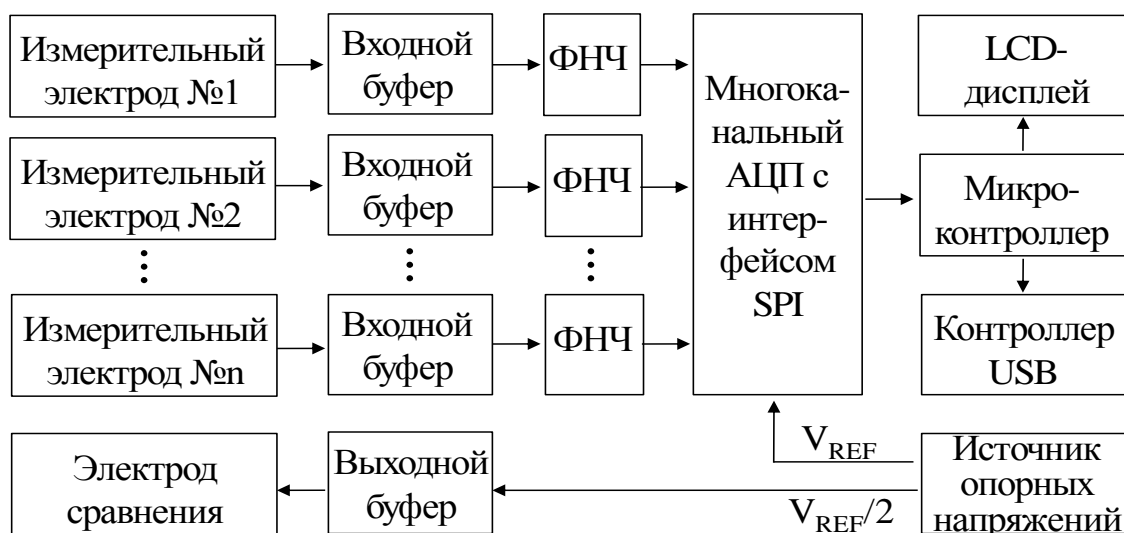 Измерительный
электрод №1
Входной
буфер
ФНЧ
Многока-
нальный
АЦП с
интер-
фейсом
SPI
LCD-
дисплей
Измерительный
электрод №2
Входной
буфер
ФНЧ
Микро-
контроллер
Измерительный
электрод №n
Входной
буфер
ФНЧ
Контроллер
USB
Электрод
сравнения
Выходной
буфер
V_REF
V_REF/2
Источник
опорных
напряжений